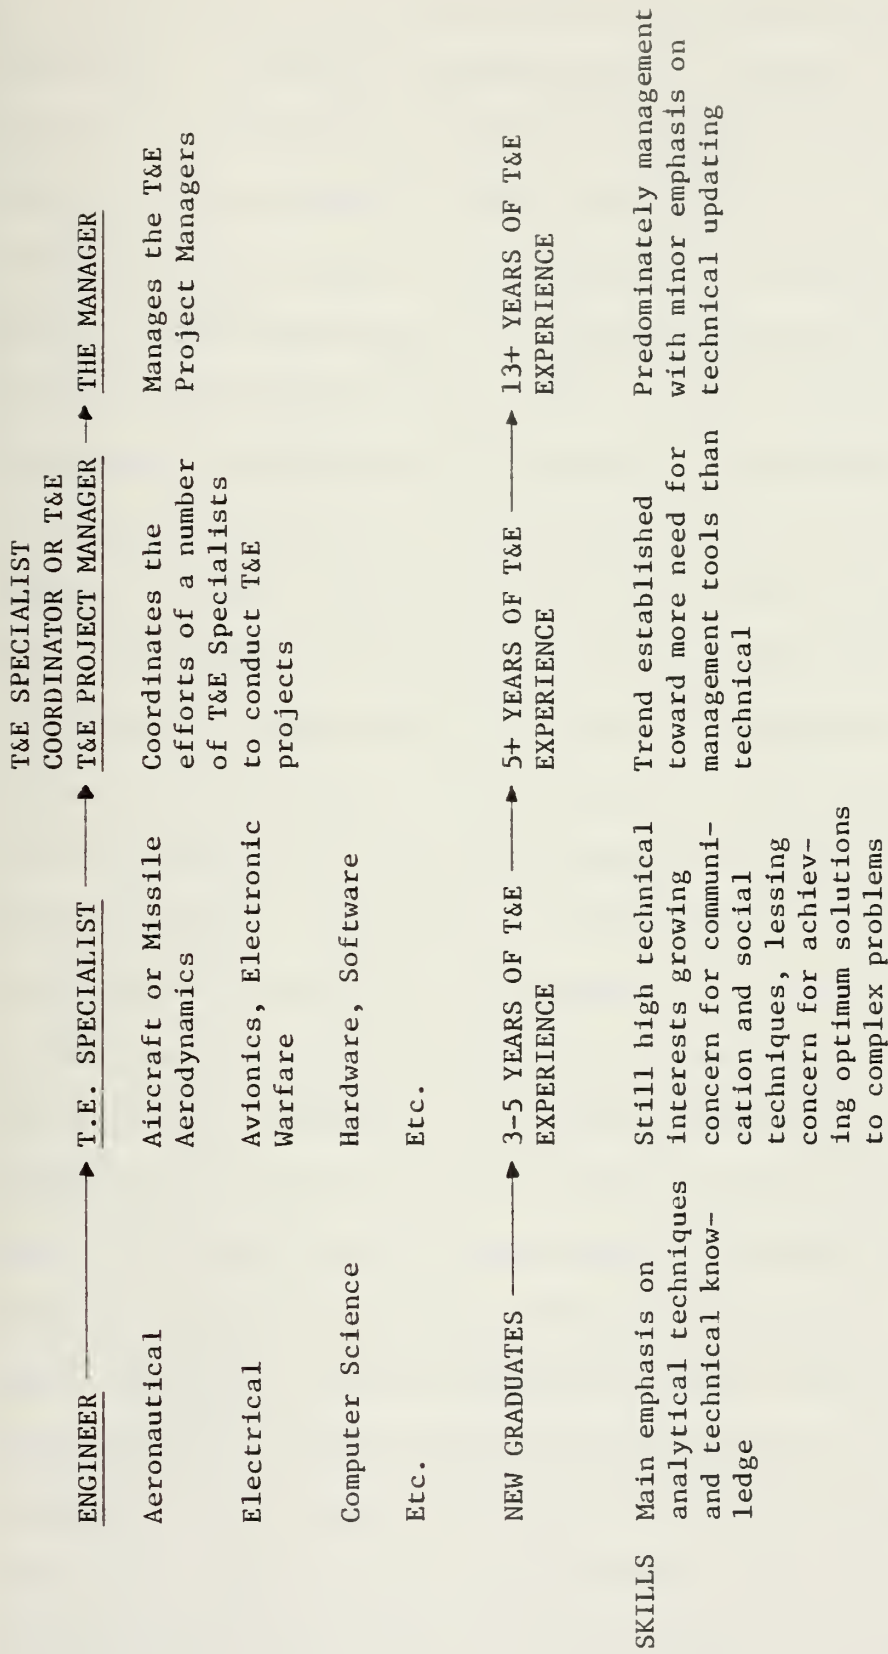 T&E SPECIALIST
COORDINATOR OR T&E
ENGINEER T.E. SPECIALIST T&E PROJECT MANAGER THE MANAGER
Aeronautical
Electrical
Computer Science
Etc.
Aircraft or Missile
Aerodynamics
Avionics, Electronic
Warfare
Hardware, Software
Etc.
Coordinates the
efforts of a number
of T&E Specialists
to conduct T&E
projects
Manages the T&E
Project Managers
NEW GRADUATES
3-5 YEARS OF T&E
EXPERIENCE
5+ YEARS OF T&E
EXPERIENCE
13+ YEARS OF T&E
EXPERIENCE
SKILLS
Main emphasis on
analytical techniques
and technical know-
ledge
Still high technical
interests growing
concern for communi-
cation and social
techniques, lessing
concern for achiev-
ing optimum solutions
to complex problems
Trend established
toward more need for
management tools than
technical
Predominately management
with minor emphasis on
technical updating